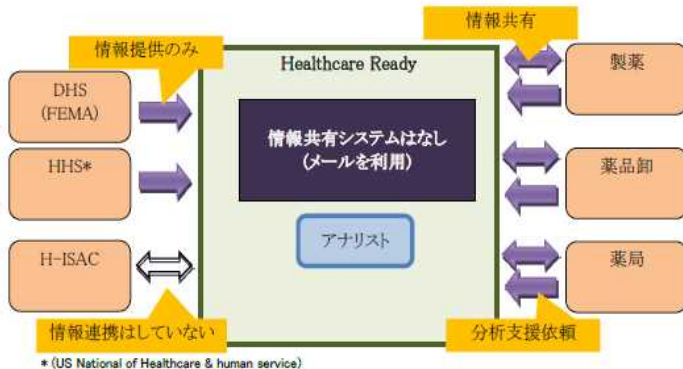 情報提供のみ
情報共有
Healthcare Ready
DHS
(FEMA)
製薬
情報共有システムはなし
(メールを利用)
HHS*
薬品卸
アナリスト
H-ISAC
薬局
情報連携はしていない
分析支援依頼
* (US National of Healthcare & human service)